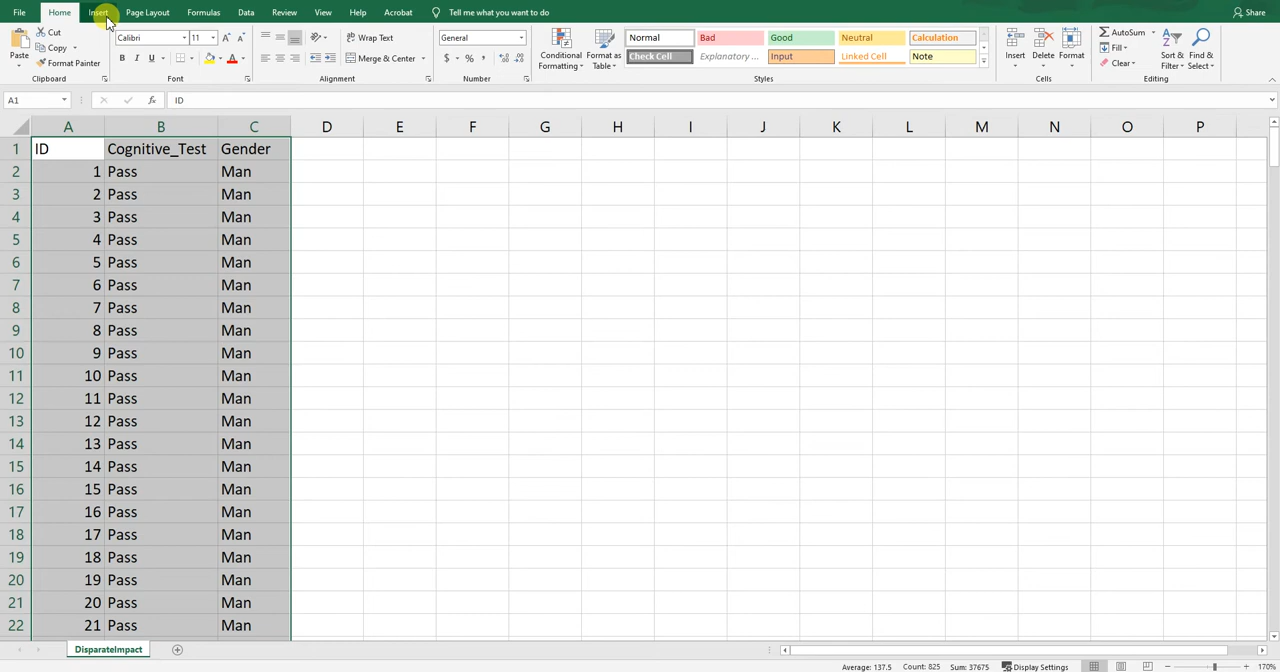 File Home Insert Page Layout Formulas Data Review View Help Acrobat Tell me what you want to do Share
Cut
Copy
Format Painter
Paste
Clipboard
Calibri 11
B I U
Font
Wrap Text
Merge & Center
Alignment
General
$ % ,
Number
Conditional Formatting
Format as Table
Normal Bad Good Neutral Calculation
Check Cell Explanatory ... Input Linked Cell Note
Styles
Insert Delete Format
Cells
AutoSum
Fill
Clear
Sort & Filter
Find & Select
Editing
A1 fx ID
A B C D E F G H I J K L M N O P
1 ID Cognitive_Test Gender
2 1 Pass Man
3 2 Pass Man
4 3 Pass Man
5 4 Pass Man
6 5 Pass Man
7 6 Pass Man
8 7 Pass Man
9 8 Pass Man
10 9 Pass Man
11 10 Pass Man
12 11 Pass Man
13 12 Pass Man
14 13 Pass Man
15 14 Pass Man
16 15 Pass Man
17 16 Pass Man
18 17 Pass Man
19 18 Pass Man
20 19 Pass Man
21 20 Pass Man
22 21 Pass Man
DisparateImpact
Average: 137.5 Count: 825 Sum: 37675 Display Settings 170%